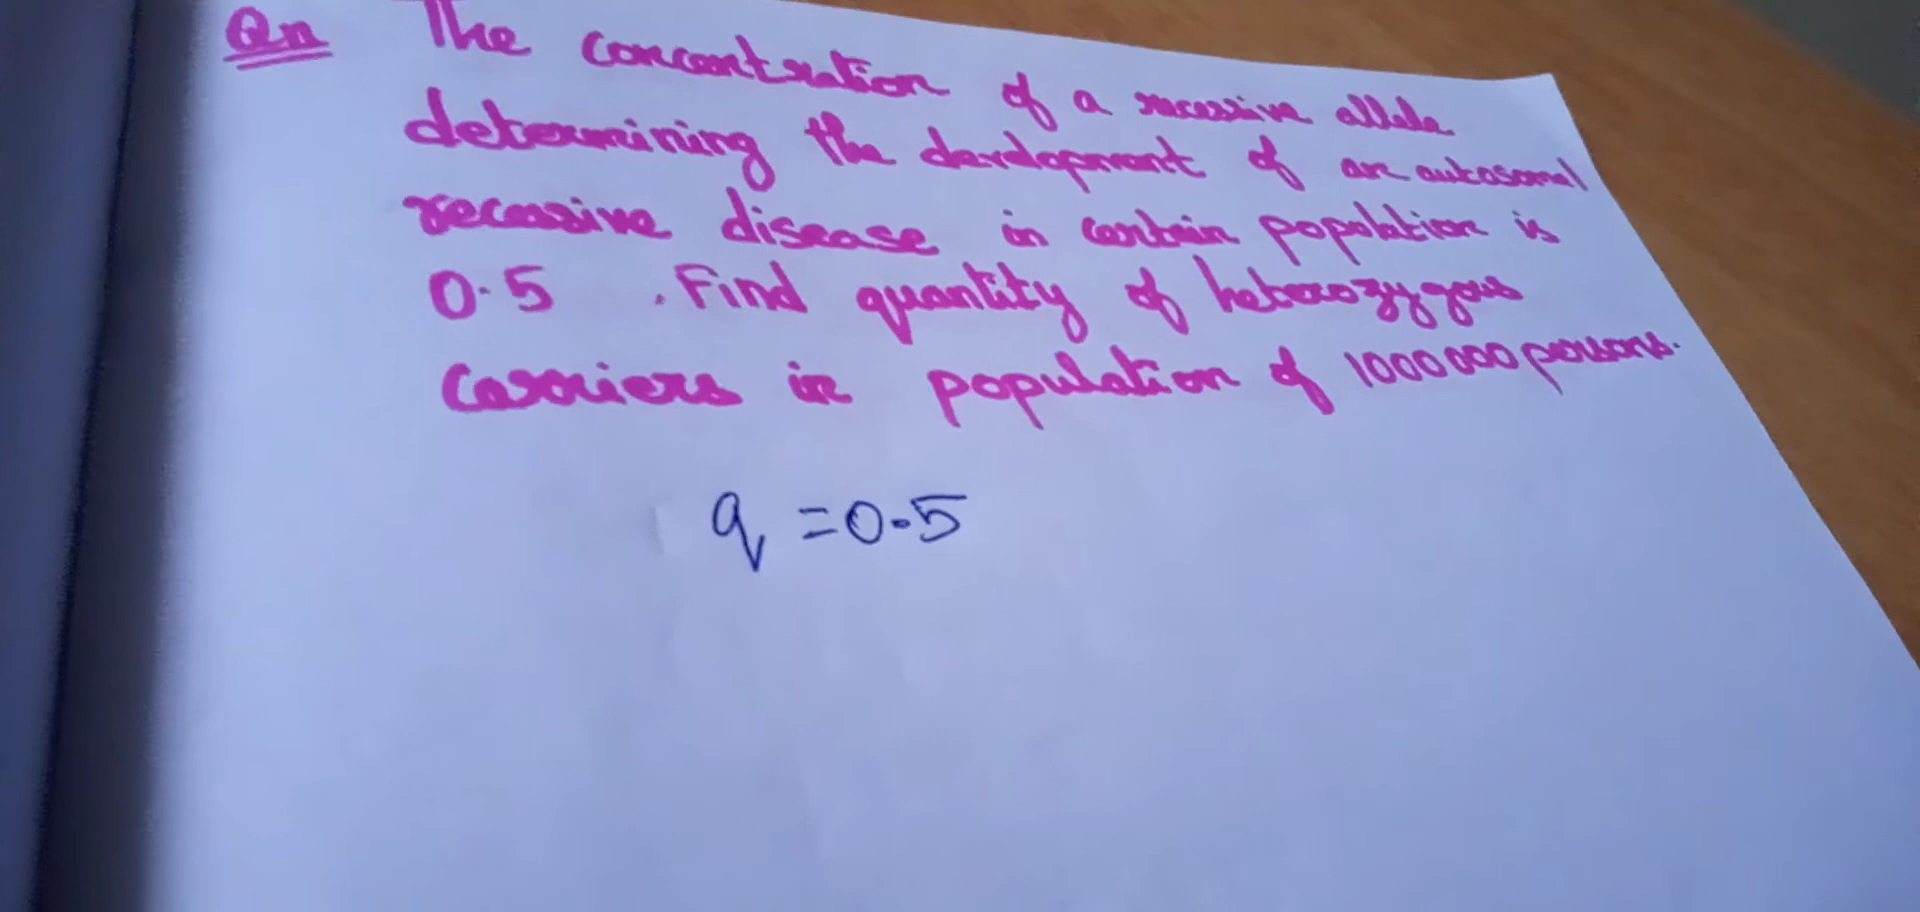 Qn The concentration of a recessive allele
determining the development of an autosomal
recessive disease in certain population is
0.5 . Find quantity of heterozygous
Carriers in population of 1000000 persons.
q = 0.5